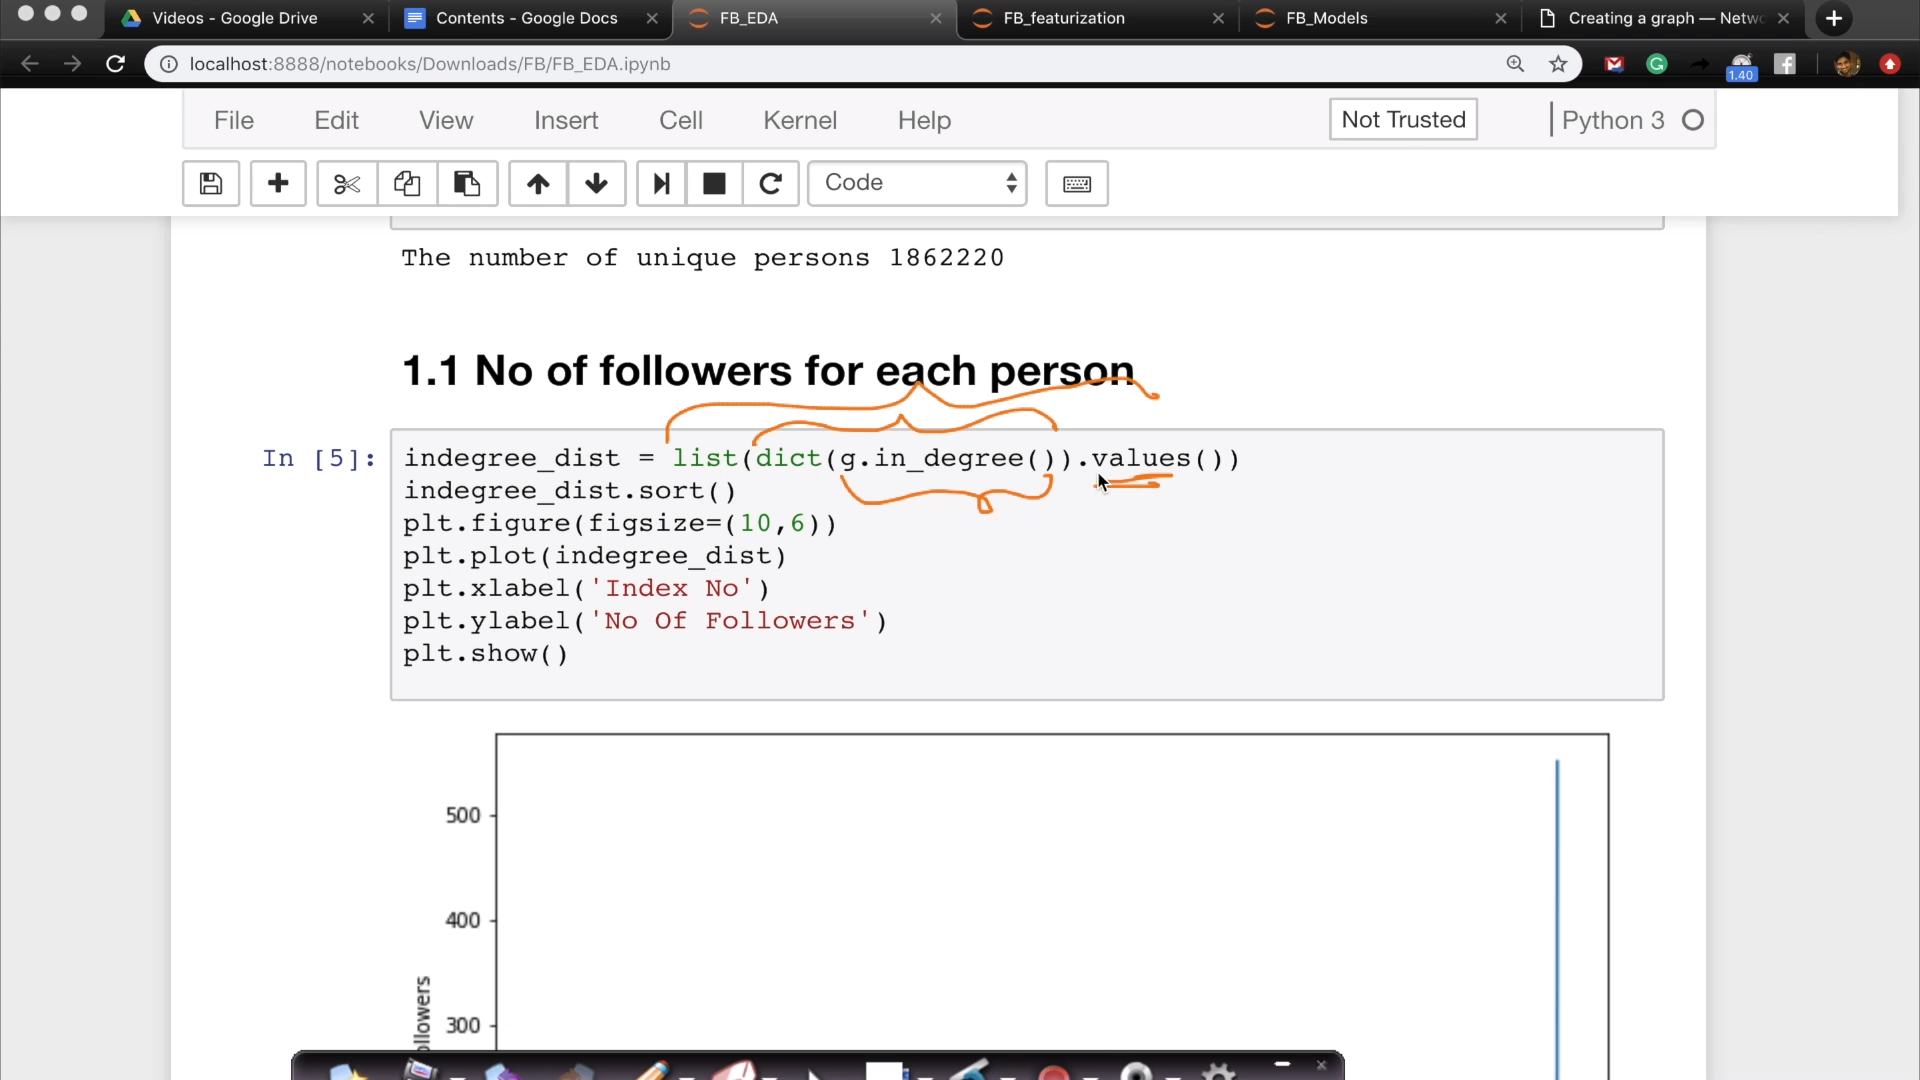 Videos - Google Drive
Contents - Google Docs
FB_EDA
FB_featurization
FB_Models
Creating a graph — Netw
localhost:8888/notebooks/Downloads/FB/FB_EDA.ipynb
1.40
File Edit View Insert Cell Kernel Help Not Trusted Python 3
Code
The number of unique persons 1862220
1.1 No of followers for each person
In [5]: indegree_dist = list(dict(g.in_degree()).values())
indegree_dist.sort()
plt.figure(figsize=(10,6))
plt.plot(indegree_dist)
plt.xlabel('Index No')
plt.ylabel('No Of Followers')
plt.show()
500
400
300
ollowers